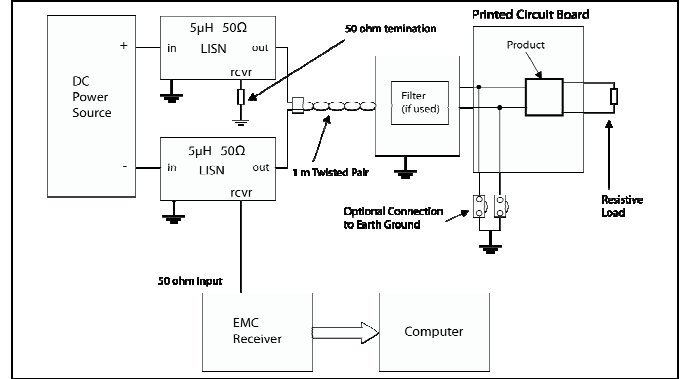 Printed Circuit Board
5µH 50Ω
50 ohm temination
+
in
out
LISN
Product
rcvr
DC
Power
Source
Filter
(if used)
5µH 50Ω
-
in
out
LISN
1 m Twisted Pair
rcvr
Resistive
Load
Optional Connection
to Earth Ground
50 ohm input
EMC
Receiver
Computer